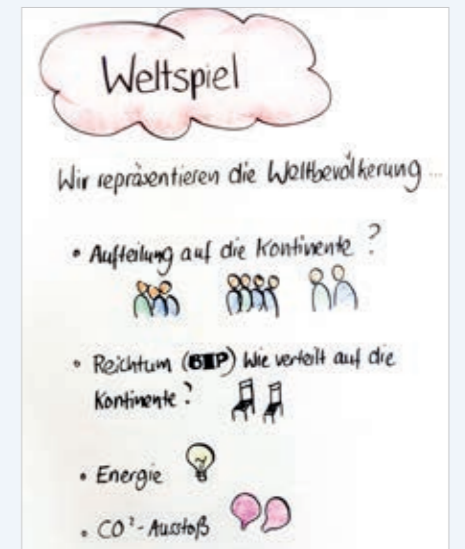 Weltspiel
Wir repräsentieren die Weltbevölkerung ...
• Aufteilung auf die Kontinente ?
• Reichtum (BIP) Wie verteilt auf die
Kontinente ?
• Energie
• CO²-Ausstoß